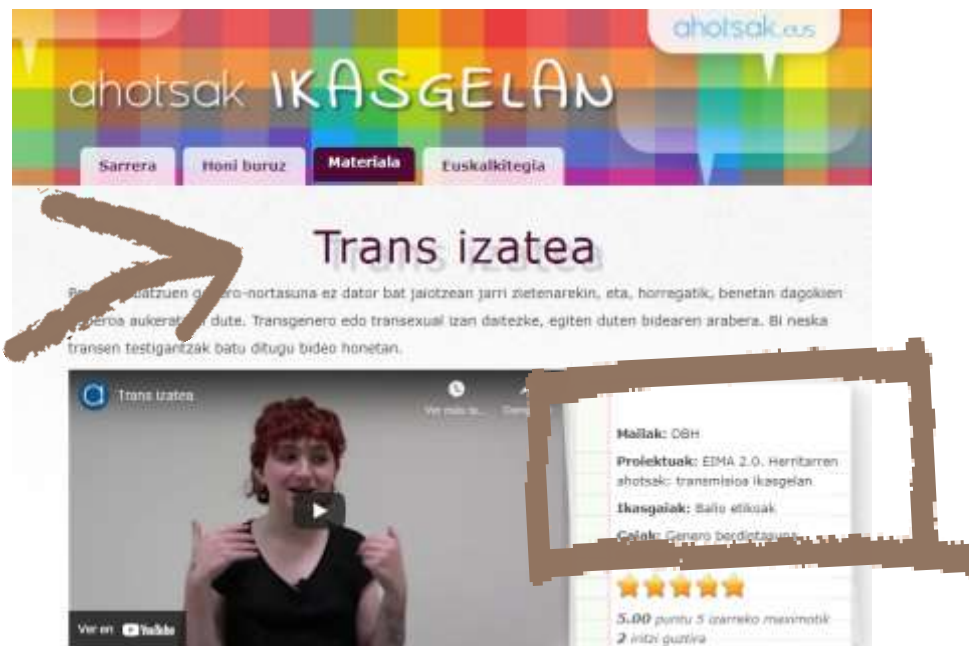 ahotsak.eus
ahotsak IKASGELAN
Sarrera Honi buruz Materiala Euskalkitegia
Trans izatea
ez dator bat jaiotzean jarri zietenarekin, eta, horregatik, benetan dagokien
dute. Transgenero edo transexual izan daitezke, egiten duten bidearen arabera. Bi neska
transen testigantzak batu ditugu bideo honetan.
Trans izatea
Ver más ta...
Mailak: DBH
Proiektuak: EIMA 2.0. Herritarren
ahotsak: transmisioa ikasgelan
Ikasgaiak: Balio etikoak
Gaiak: Genero berdintasuna
5.00 puntu 5 izarreko maximotik
2 iritzi guztira
Ver en YouTube